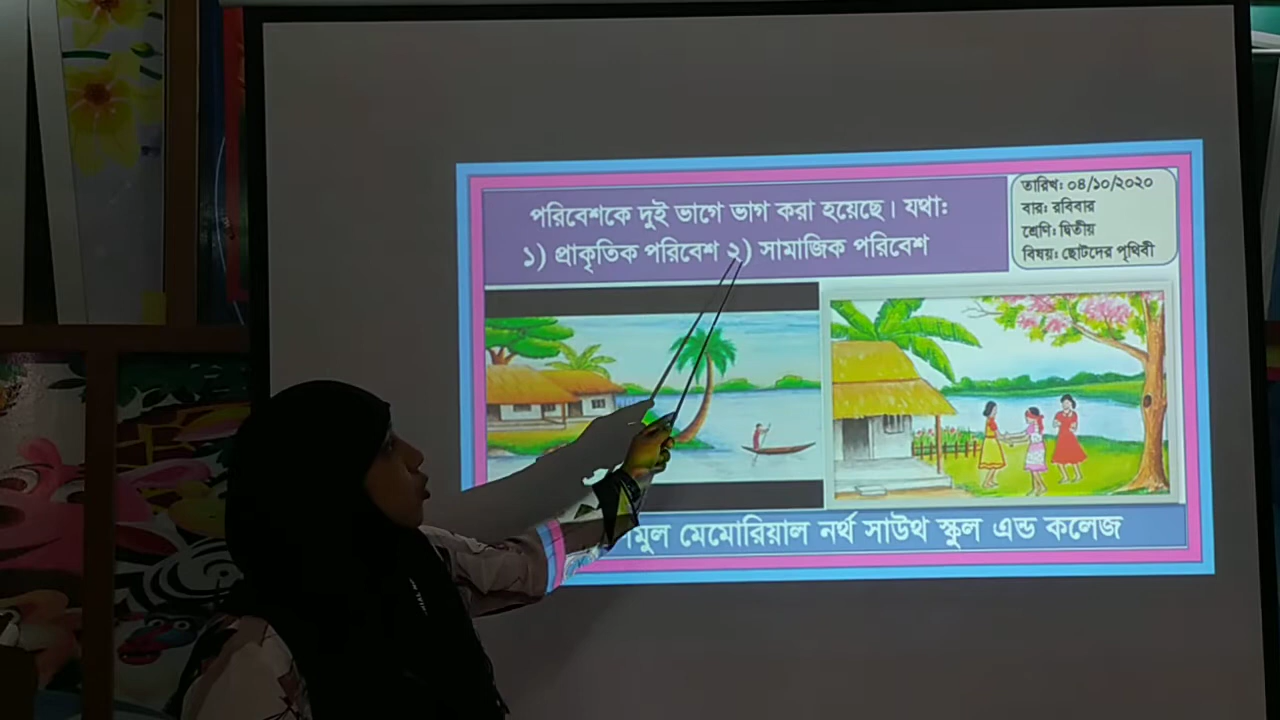 পরিবেশকে দুই ভাগে ভাগ করা হয়েছে। যথা:
১) প্রাকৃতিক পরিবেশ ২) সামাজিক পরিবেশ
তারিখ: ০৪/১০/২০২০
বার: রবিবার
শ্রেণি: দ্বিতীয়
বিষয়: ছোটদের পৃথিবী
মেমোরিয়াল নর্থ সাউথ স্কুল এন্ড কলেজ